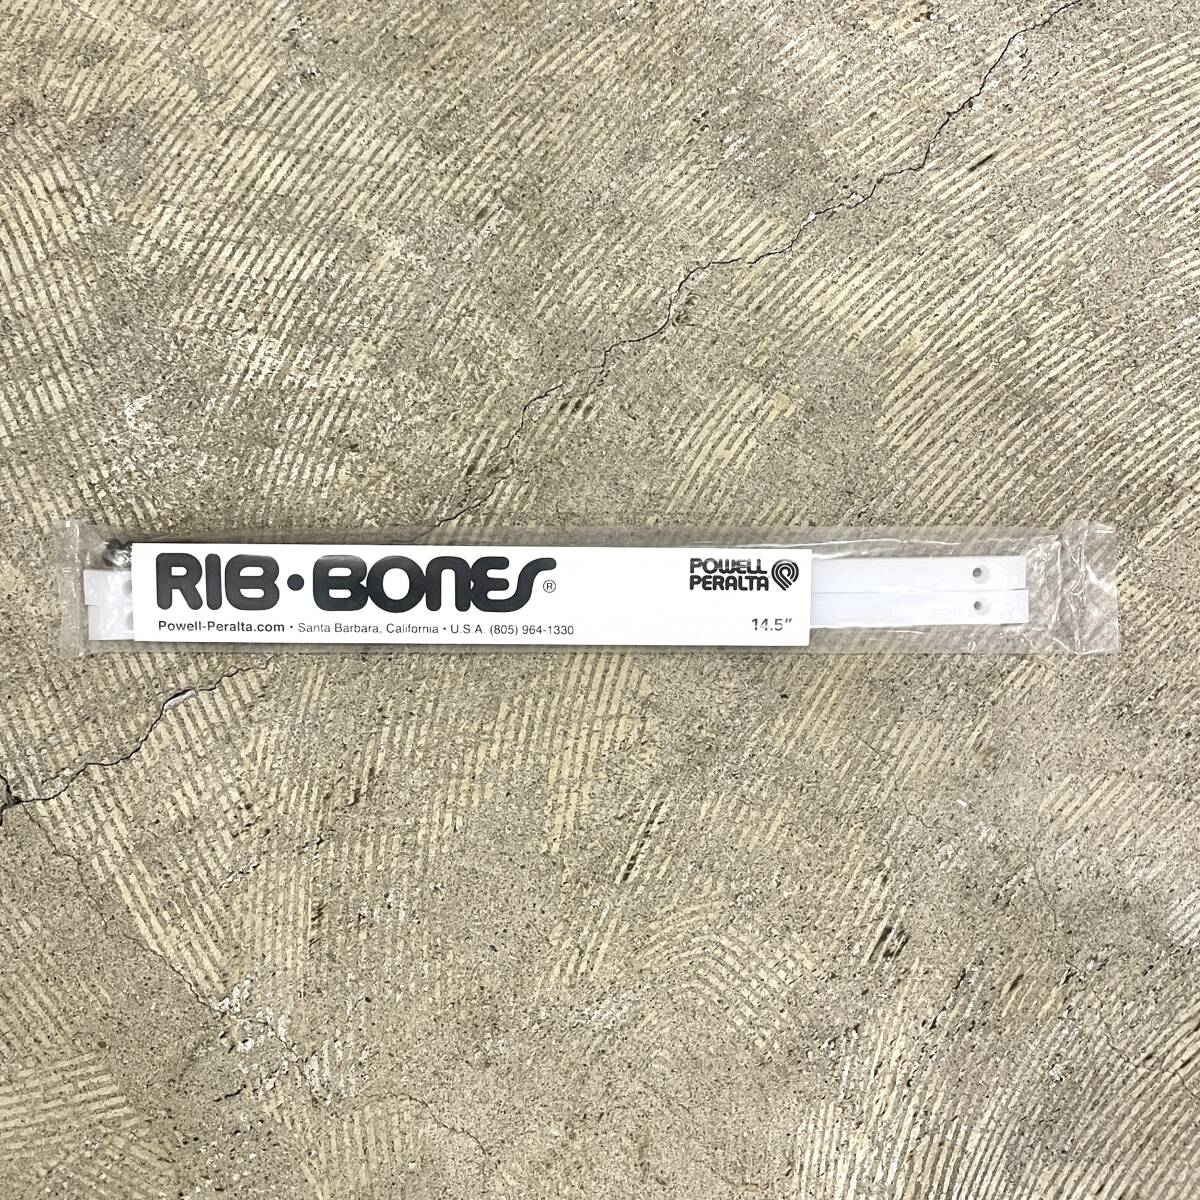 RIB•BONES®
POWELL
PERALTA
Powell-Peralta.com • Santa Barbara, California • U.S.A. (805) 964-1330
14.5"